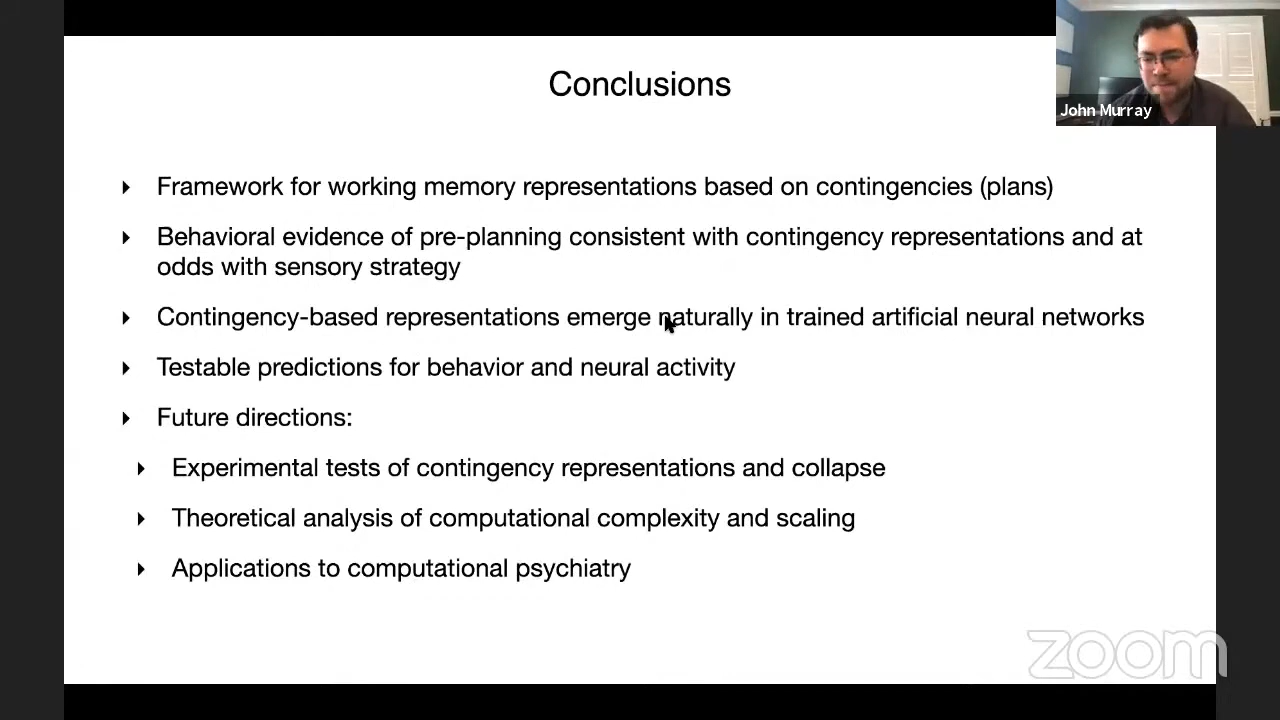 Conclusions
John Murray
Framework for working memory representations based on contingencies (plans)
Behavioral evidence of pre-planning consistent with contingency representations and at
odds with sensory strategy
Contingency-based representations emerge naturally in trained artificial neural networks
Testable predictions for behavior and neural activity
Future directions:
Experimental tests of contingency representations and collapse
Theoretical analysis of computational complexity and scaling
Applications to computational psychiatry
zoom